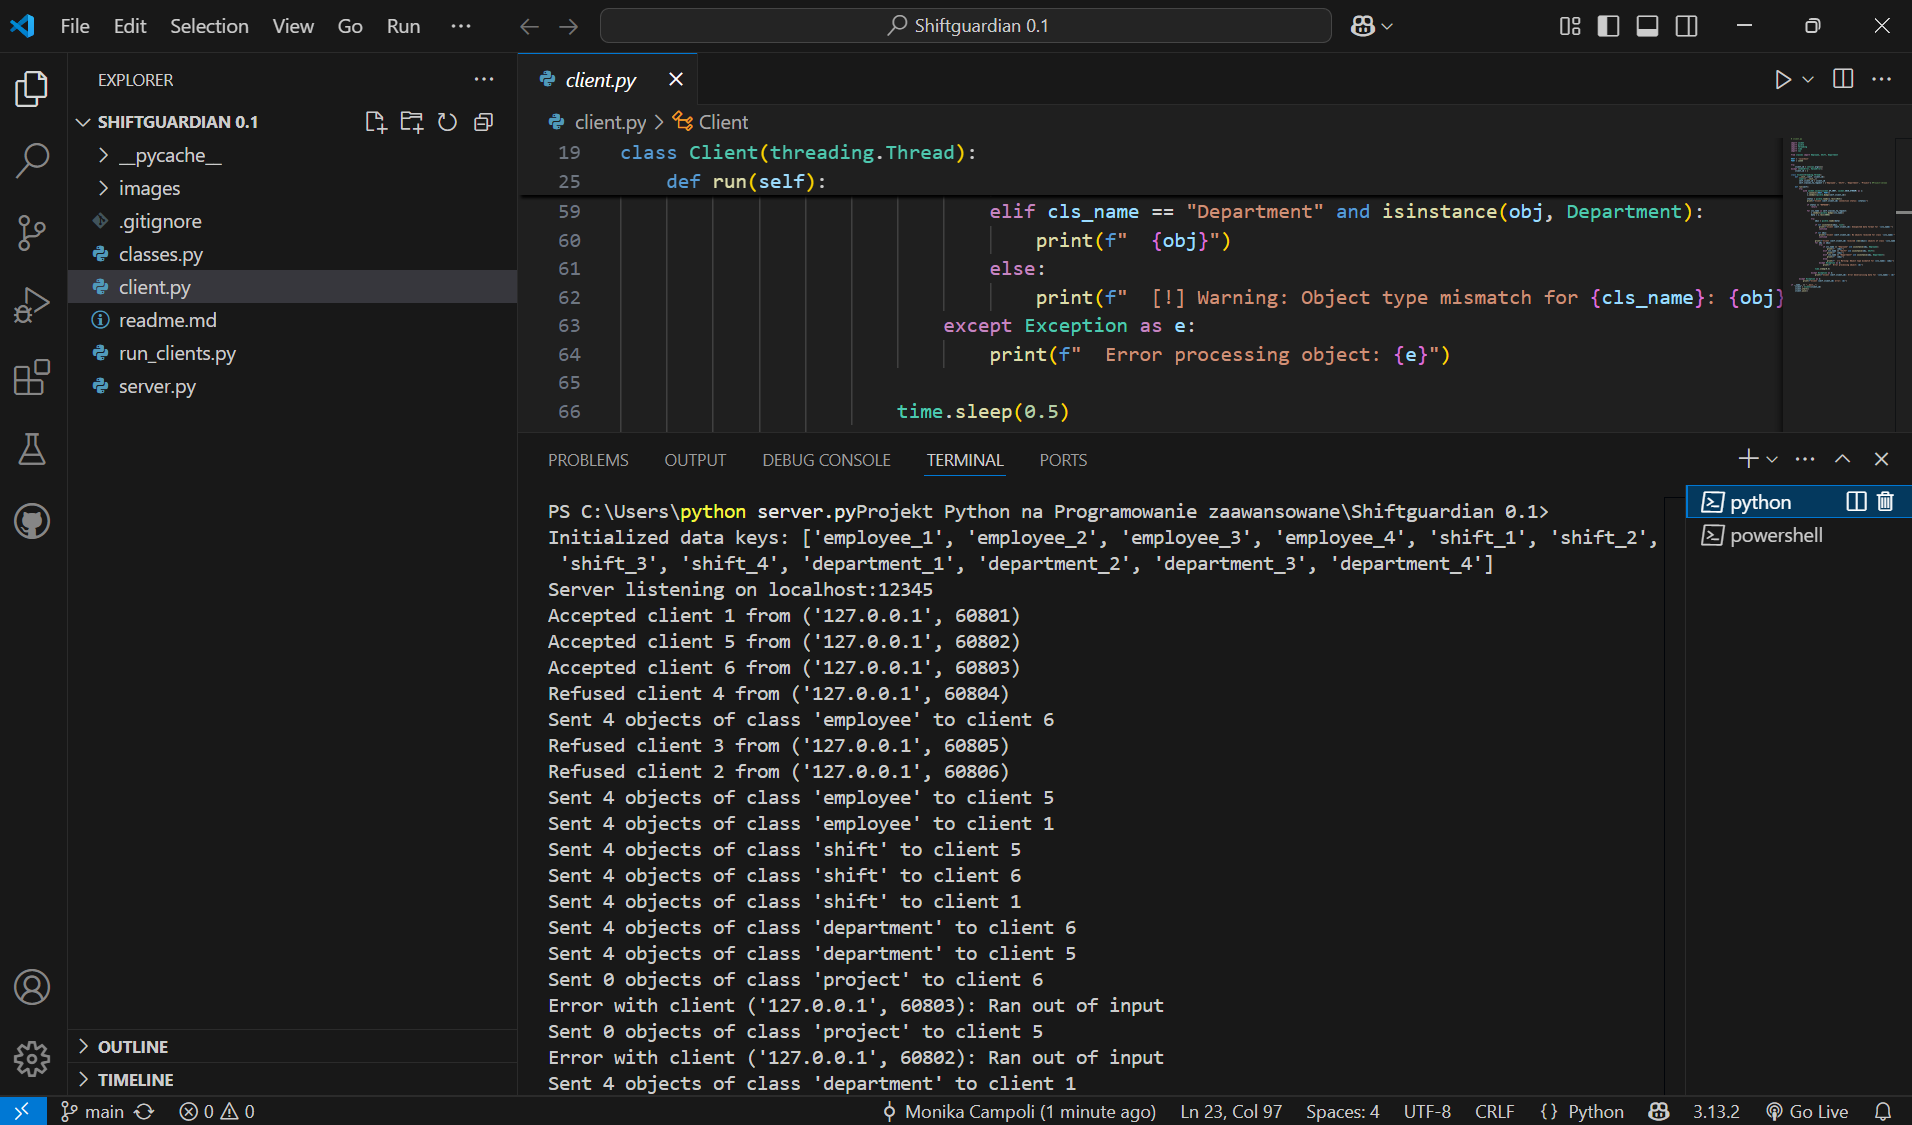 File Edit Selection View Go Run ··· Shiftguardian 0.1
EXPLORER
SHIFTGUARDIAN 0.1
__pycache__
images
.gitignore
classes.py
client.py
readme.md
run_clients.py
server.py
OUTLINE
TIMELINE
client.py
client.py > Client
19 class Client(threading.Thread):
25 def run(self):
59 elif cls_name == "Department" and isinstance(obj, Department):
60 print(f"  {obj}")
61 else:
62 print(f"  [!] Warning: Object type mismatch for {cls_name}: {obj}
63 except Exception as e:
64 print(f"  Error processing object: {e}")
65
66 time.sleep(0.5)
PROBLEMS OUTPUT DEBUG CONSOLE TERMINAL PORTS
python
powershell
PS C:\Users\python server.pyProjekt Python na Programowanie zaawansowane\Shiftguardian 0.1>
Initialized data keys: ['employee_1', 'employee_2', 'employee_3', 'employee_4', 'shift_1', 'shift_2',
'shift_3', 'shift_4', 'department_1', 'department_2', 'department_3', 'department_4']
Server listening on localhost:12345
Accepted client 1 from ('127.0.0.1', 60801)
Accepted client 5 from ('127.0.0.1', 60802)
Accepted client 6 from ('127.0.0.1', 60803)
Refused client 4 from ('127.0.0.1', 60804)
Sent 4 objects of class 'employee' to client 6
Refused client 3 from ('127.0.0.1', 60805)
Refused client 2 from ('127.0.0.1', 60806)
Sent 4 objects of class 'employee' to client 5
Sent 4 objects of class 'employee' to client 1
Sent 4 objects of class 'shift' to client 5
Sent 4 objects of class 'shift' to client 6
Sent 4 objects of class 'shift' to client 1
Sent 4 objects of class 'department' to client 6
Sent 4 objects of class 'department' to client 5
Sent 0 objects of class 'project' to client 6
Error with client ('127.0.0.1', 60803): Ran out of input
Sent 0 objects of class 'project' to client 5
Error with client ('127.0.0.1', 60802): Ran out of input
Sent 4 objects of class 'department' to client 1
main 0 0 Monika Campoli (1 minute ago) Ln 23, Col 97 Spaces: 4 UTF-8 CRLF {} Python 3.13.2 Go Live